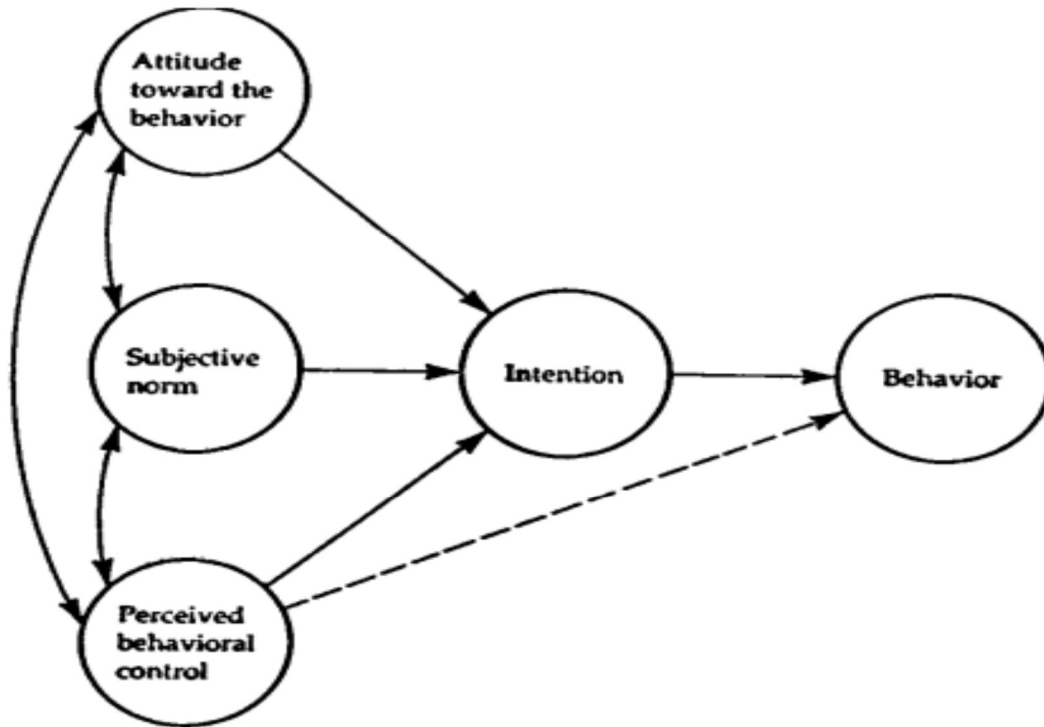 Attitude
toward the
behavior
Subjective
norm
Intention
Behavior
Perceived
behavioral
control